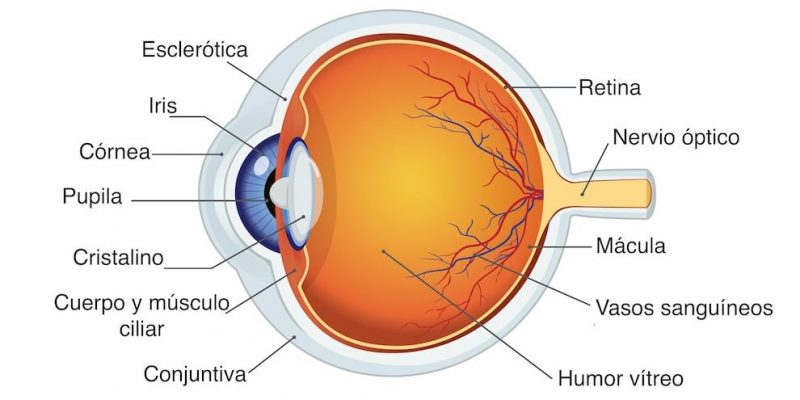 Esclerótica
Iris
Córnea
Pupila
Cristalino
Cuerpo y músculo
ciliar
Conjuntiva
Retina
Nervio óptico
Mácula
Vasos sanguíneos
Humor vítreo